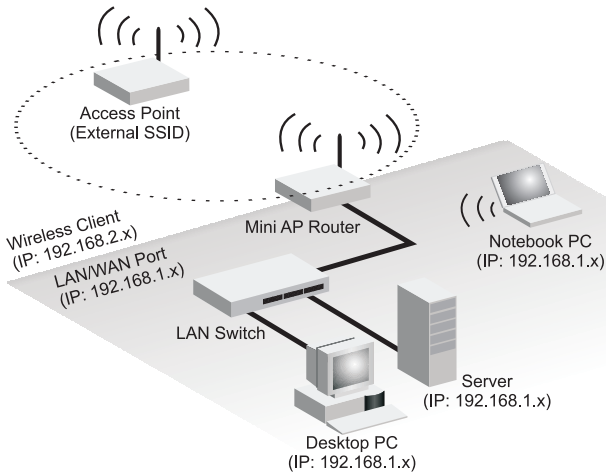 Access Point
(External SSID)
Mini AP Router
Wireless Client
(IP: 192.168.2.x)
LAN/WAN Port
(IP: 192.168.1.x)
Notebook PC
(IP: 192.168.1.x)
LAN Switch
Server
(IP: 192.168.1.x)
Desktop PC
(IP: 192.168.1.x)